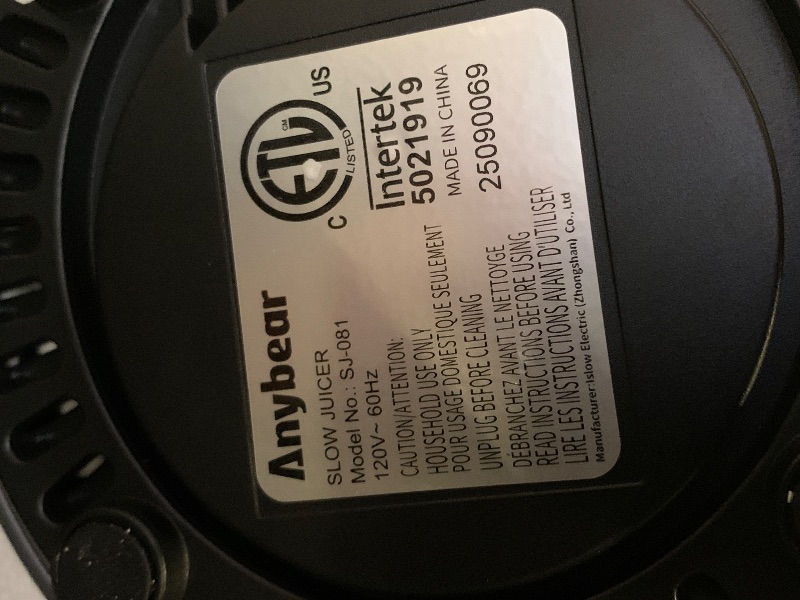 Anybear
SLOW JUICER
Model No.: SJ-081
120V~ 60Hz
CAUTION/ATTENTION:
HOUSEHOLD USE ONLY
POUR USAGE DOMESTIQUE SEULEMENT
UNPLUG BEFORE CLEANING
DÉBRANCHEZ AVANT LE NETTOYGE
READ INSTRUCTIONS BEFORE USING
LIRE LES INSTRUCTIONS AVANT D'UTILISER
Manufacturer:Islow Electric (Zhongshan) Co., Ltd
ETL CM
LISTED
C US
Intertek
5021919
MADE IN CHINA
25090069